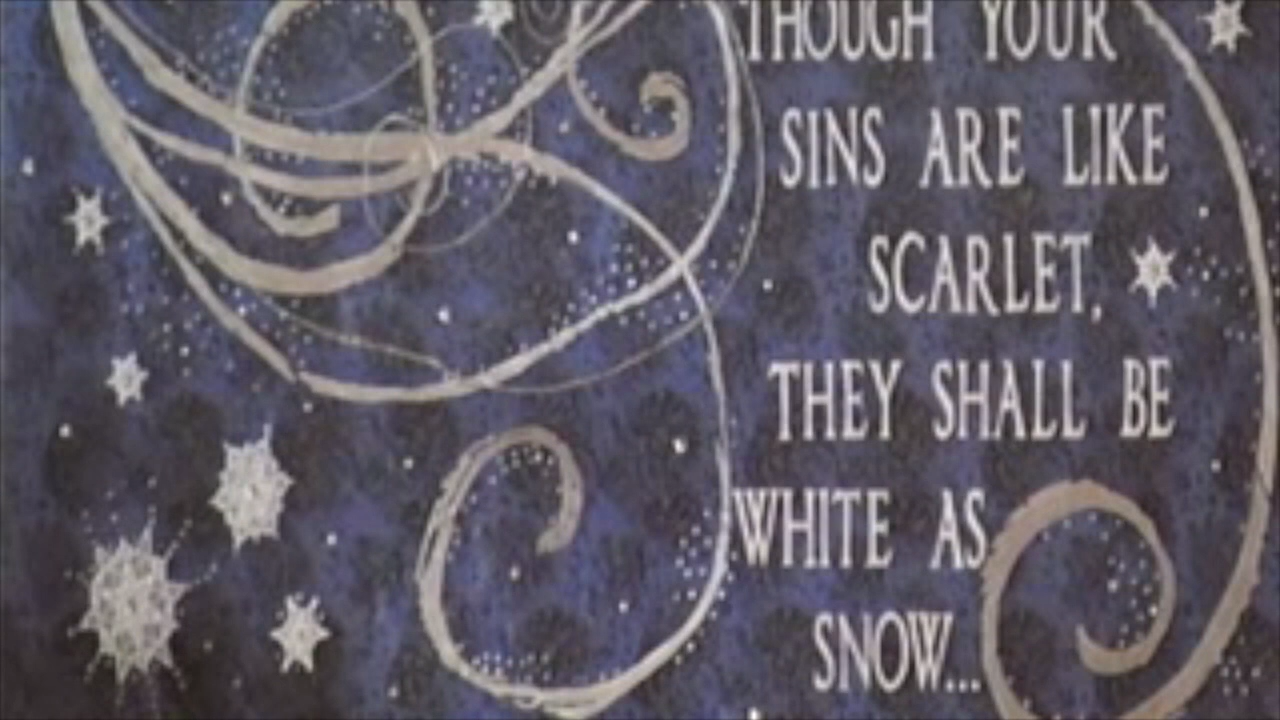 THOUGH YOUR
SINS ARE LIKE
SCARLET,
THEY SHALL BE
WHITE AS
SNOW...